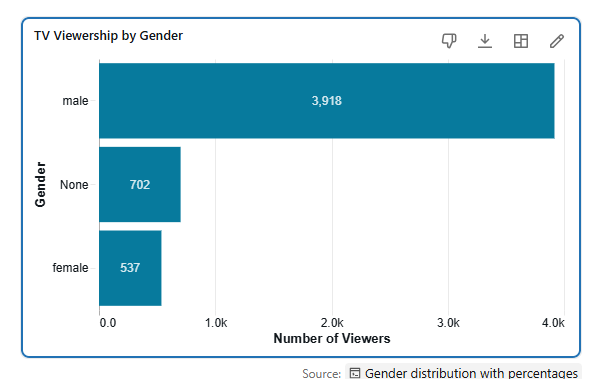 TV Viewership by Gender
male
3,918
None
702
female
537
Gender
0.0 1.0k 2.0k 3.0k 4.0k
Number of Viewers
Source: Gender distribution with percentages